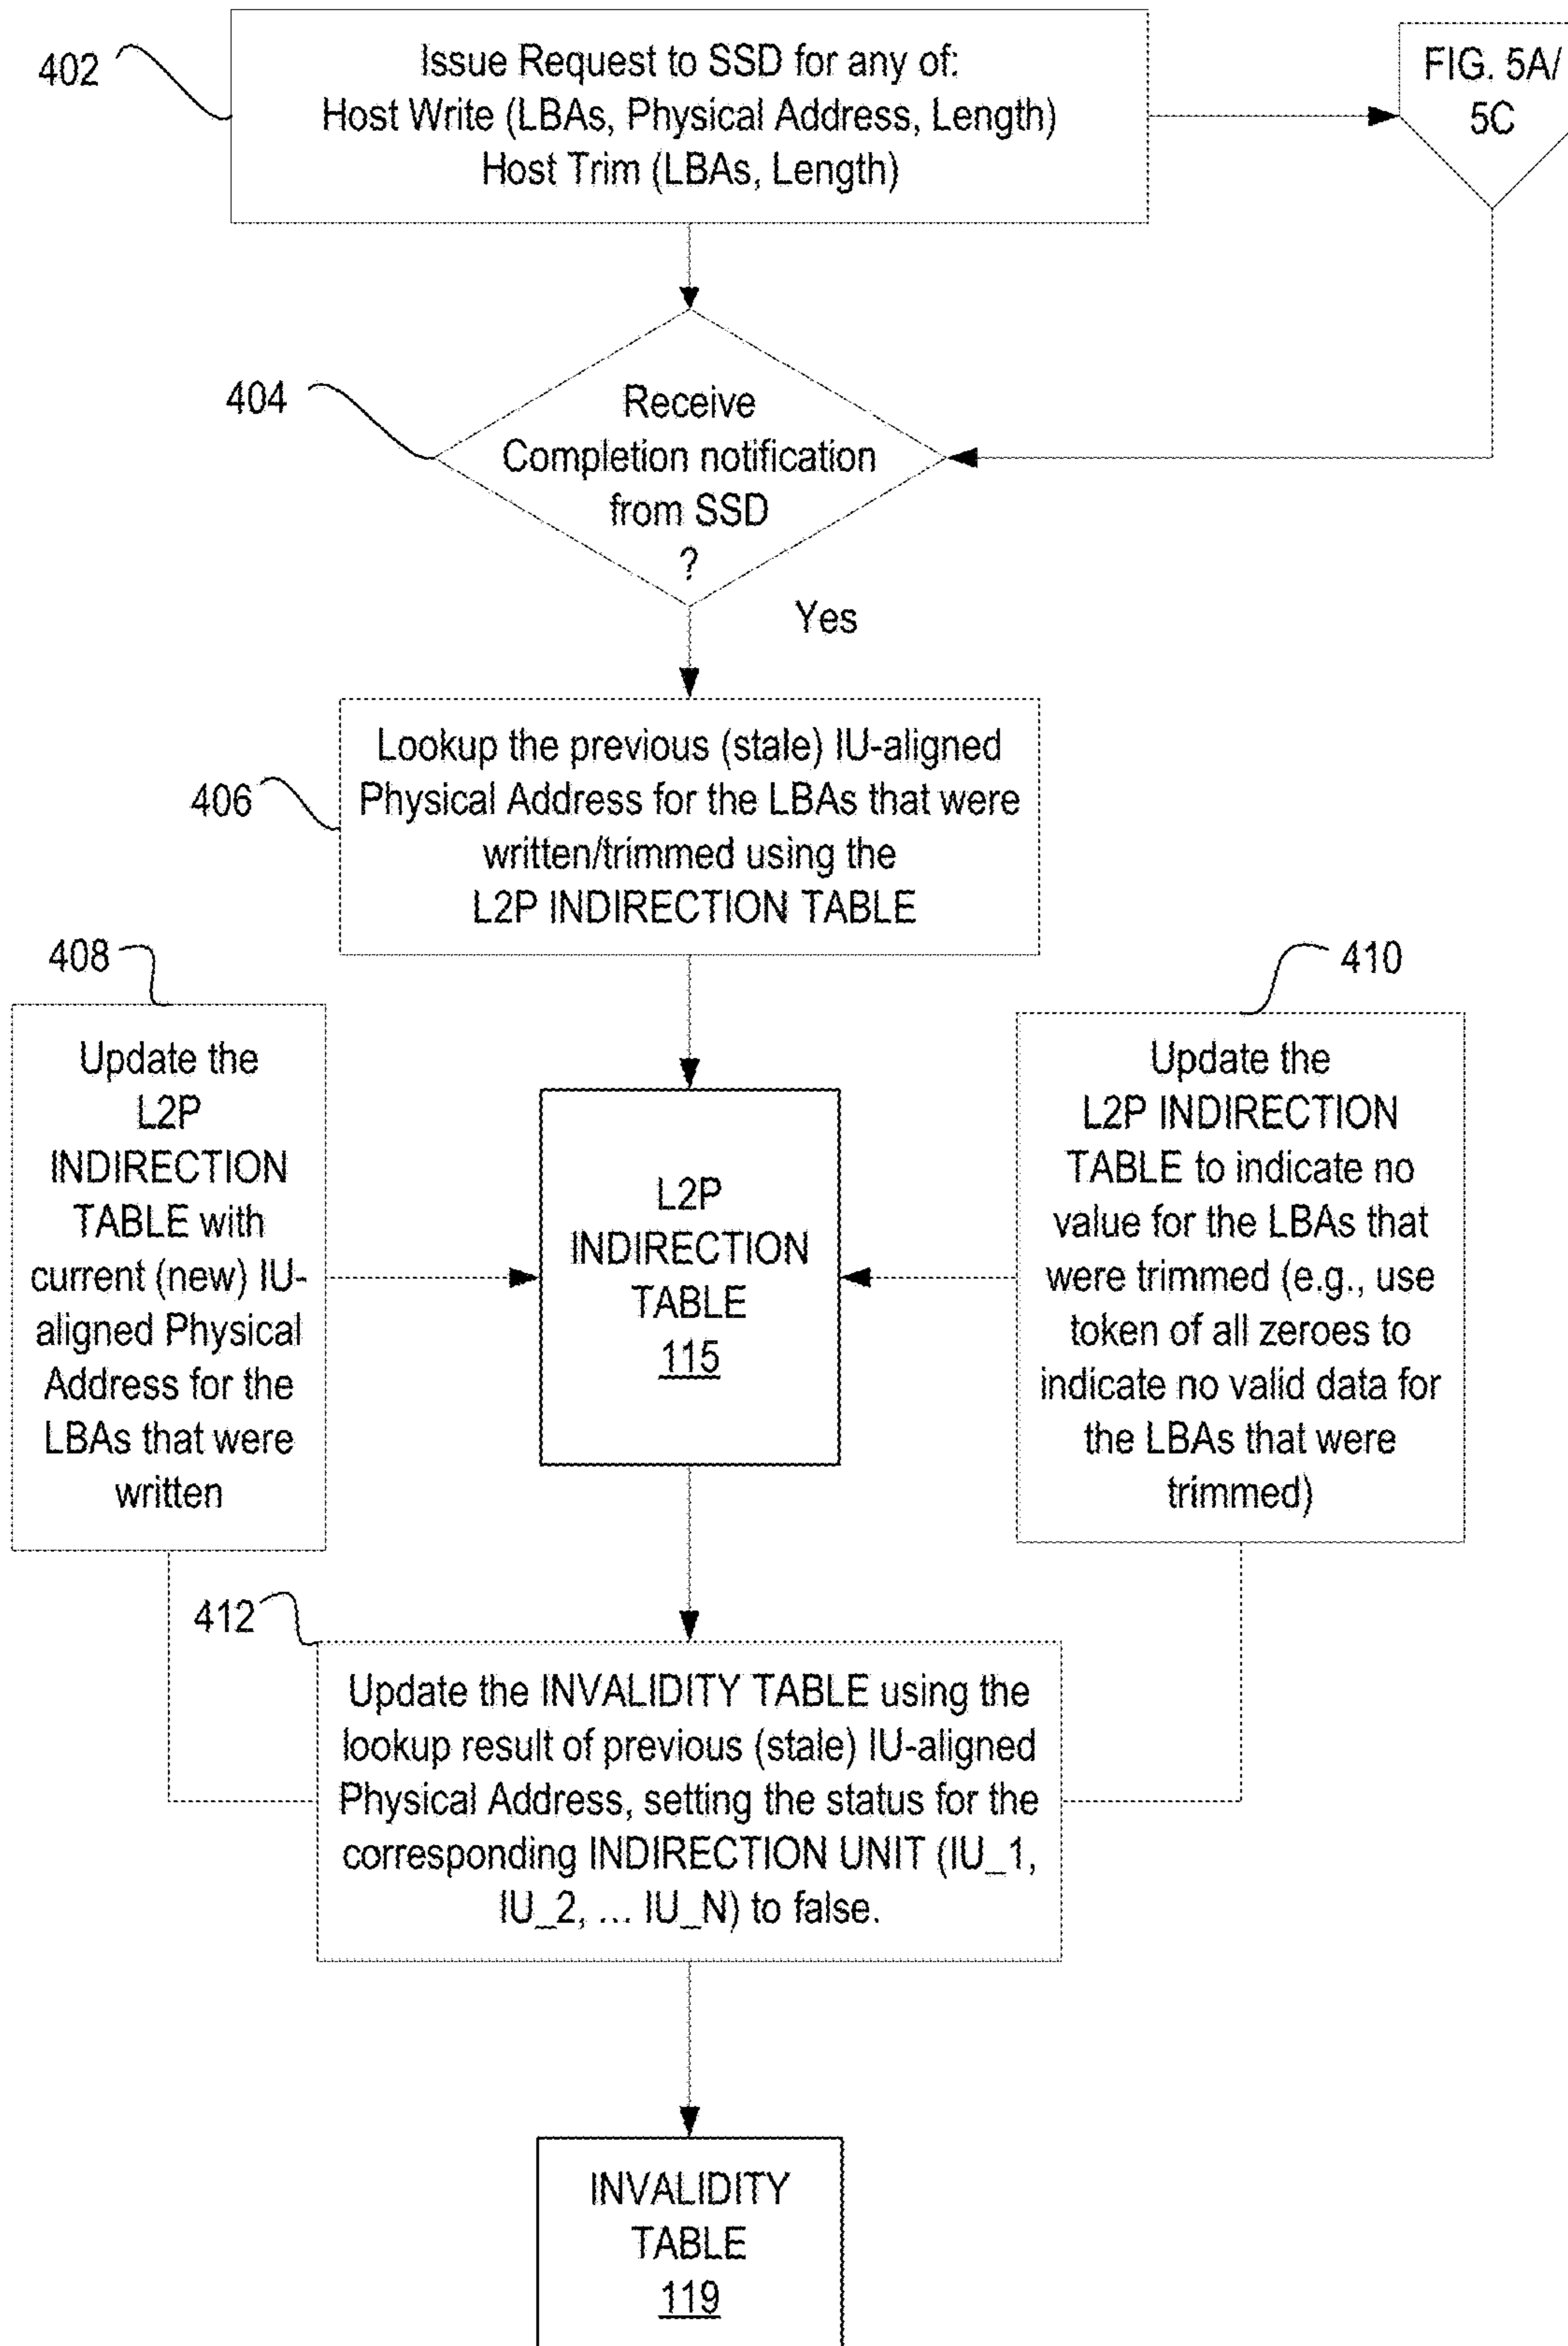 402
Issue Request to SSD for any of:
Host Write (LBAs, Physical Address, Length)
Host Trim (LBAs, Length)
FIG. 5A/
5C
404
Receive
Completion notification
from SSD
?
Yes
406
Lookup the previous (stale) IU-aligned
Physical Address for the LBAs that were
written/trimmed using the
L2P INDIRECTION TABLE
408
Update the
L2P
INDIRECTION
TABLE with
current (new) IU-
aligned Physical
Address for the
LBAs that were
written
L2P
INDIRECTION
TABLE
115
410
Update the
L2P INDIRECTION
TABLE to indicate no
value for the LBAs that
were trimmed (e.g., use
token of all zeroes to
indicate no valid data for
the LBAs that were
trimmed)
412
Update the INVALIDITY TABLE using the
lookup result of previous (stale) IU-aligned
Physical Address, setting the status for the
corresponding INDIRECTION UNIT (IU_1,
IU_2, ... IU_N) to false.
INVALIDITY
TABLE
119